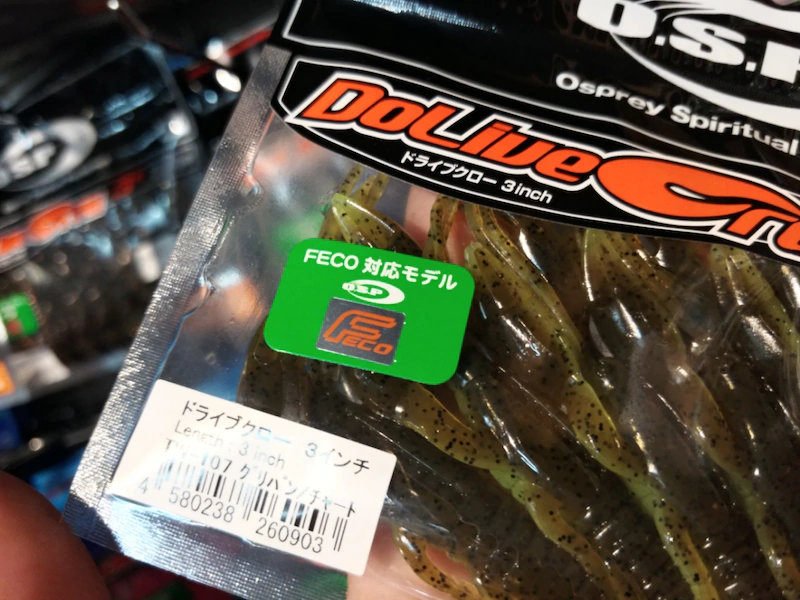 O.S.P
Osprey Spiritual
DoLive Cra
ドライブクロー 3inch
FECO 対応モデル
O.S.P
FECO
ドライブクロー 3インチ
Length: 3 inch
07 グリパン/チャート
4 580238 260903
O.S.P